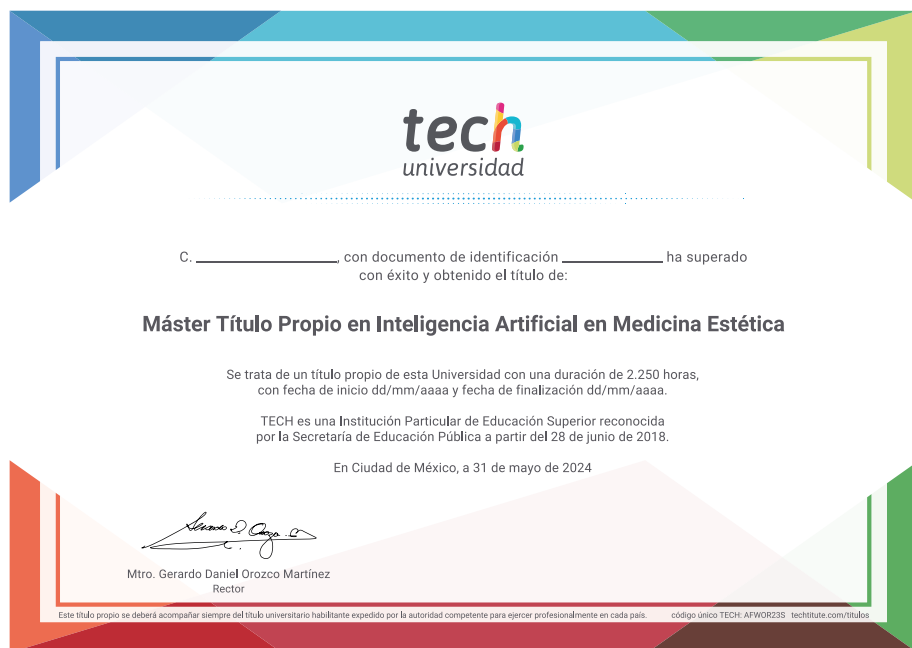 tech
universidad
C. ____________________, con documento de identificación ______________ ha superado
con éxito y obtenido el título de:
Máster Título Propio en Inteligencia Artificial en Medicina Estética
Se trata de un título propio de esta Universidad con una duración de 2.250 horas,
con fecha de inicio dd/mm/aaaa y fecha de finalización dd/mm/aaaa.
TECH es una Institución Particular de Educación Superior reconocida
por la Secretaría de Educación Pública a partir del 28 de junio de 2018.
En Ciudad de México, a 31 de mayo de 2024
Mtro. Gerardo Daniel Orozco Martínez
Rector
Este título propio se deberá acompañar siempre del título universitario habilitante expedido por la autoridad competente para ejercer profesionalmente en cada país. código único TECH: AFWOR23S techtitute.com/titulos